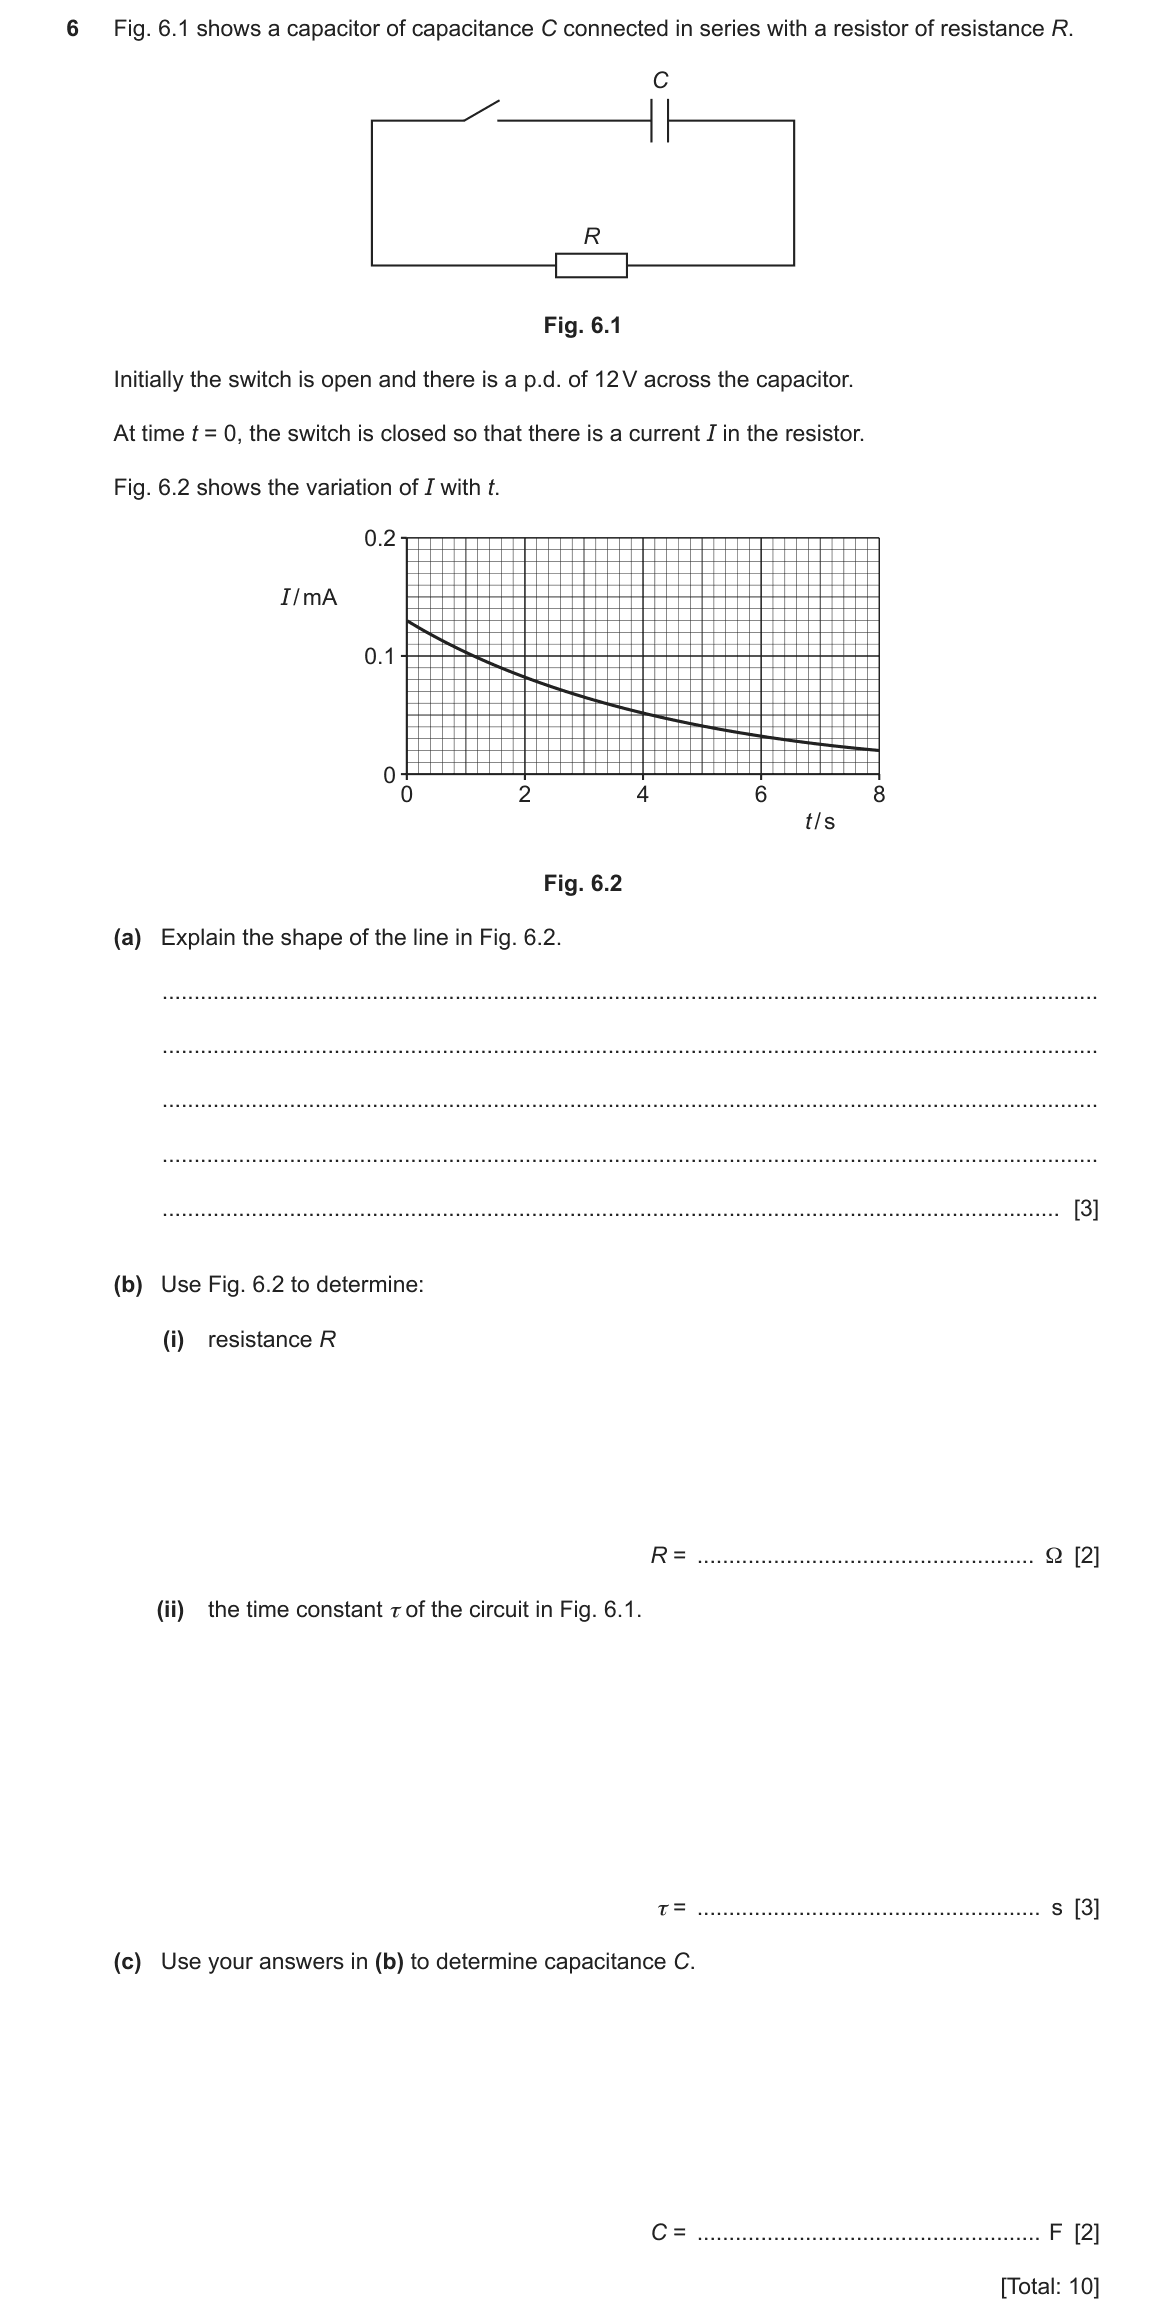 6 Fig. 6.1 shows a capacitor of capacitance C connected in series with a resistor of resistance R.
C
R
Fig. 6.1
Initially the switch is open and there is a p.d. of 12 V across the capacitor.
At time t = 0, the switch is closed so that there is a current I in the resistor.
Fig. 6.2 shows the variation of I with t.
0.2
I / mA
0.1
0
0 2 4 6 8
t / s
Fig. 6.2
(a) Explain the shape of the line in Fig. 6.2.
..........................................................................................................................................
..........................................................................................................................................
..........................................................................................................................................
..........................................................................................................................................
..................................................................................................................................... [3]
(b) Use Fig. 6.2 to determine:
(i) resistance R
R = ..................................................... Ω [2]
(ii) the time constant τ of the circuit in Fig. 6.1.
τ = ...................................................... s [3]
(c) Use your answers in (b) to determine capacitance C.
C = ...................................................... F [2]
[Total: 10]